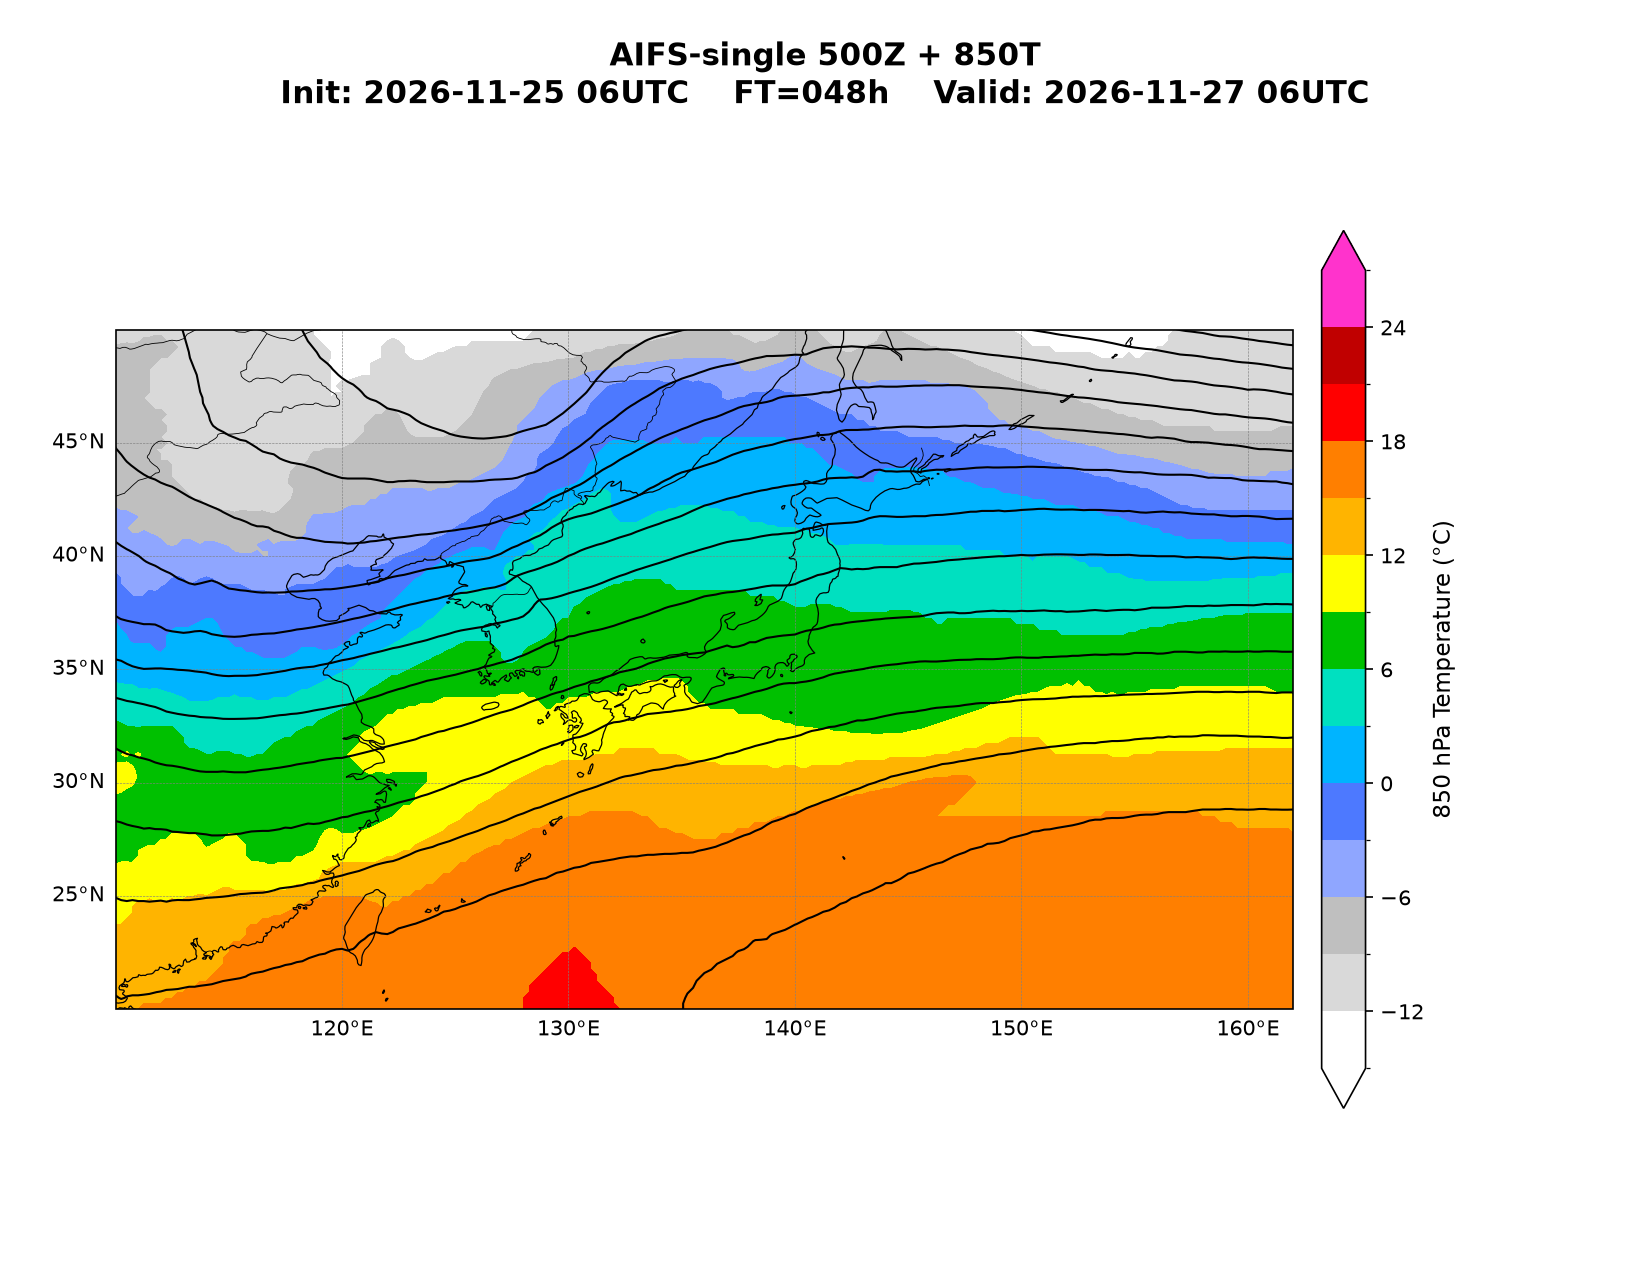 AIFS-single 500Z + 850T
Init: 2026-11-25 06UTC    FT=048h    Valid: 2026-11-27 06UTC
45°N
40°N
35°N
30°N
25°N
120°E
130°E
140°E
150°E
160°E
24
18
12
6
0
−6
−12
850 hPa Temperature (°C)